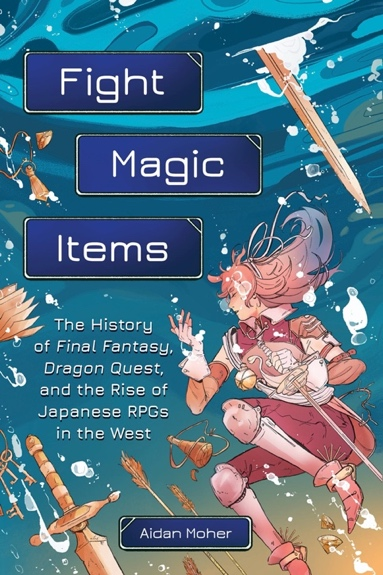 Fight
Magic
Items
The History
of Final Fantasy,
Dragon Quest,
and the Rise of
Japanese RPGs
in the West
Aidan Moher